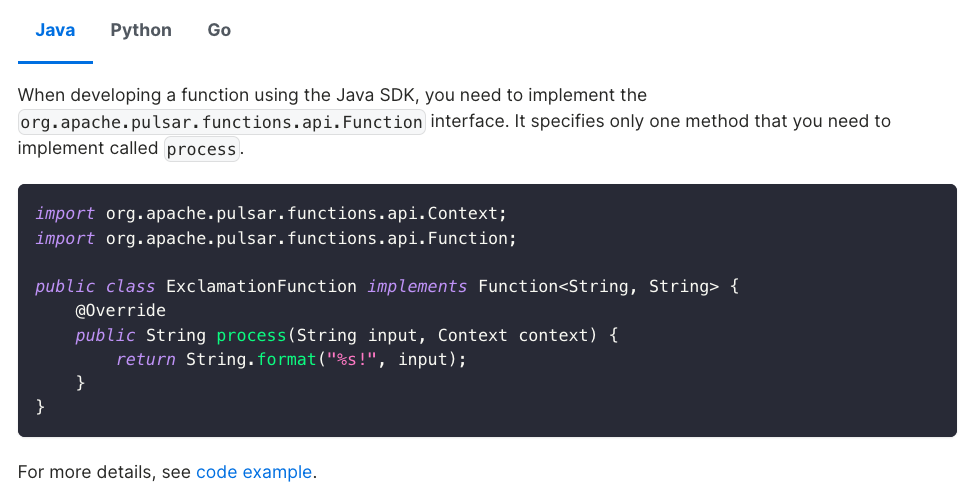 Java Python Go
When developing a function using the Java SDK, you need to implement the
org.apache.pulsar.functions.api.Function interface. It specifies only one method that you need to
implement called process.
import org.apache.pulsar.functions.api.Context;
import org.apache.pulsar.functions.api.Function;
public class ExclamationFunction implements Function<String, String> {
    @Override
    public String process(String input, Context context) {
        return String.format("%s!", input);
    }
}
For more details, see code example.